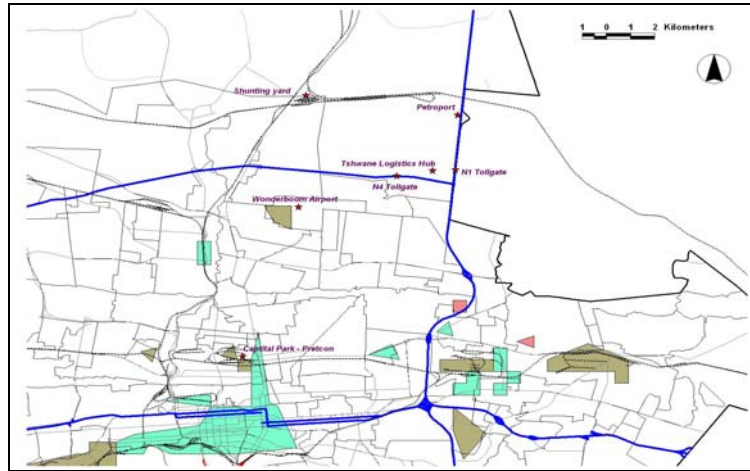 1 0 1 2 Kilometers
Shunting yard
Petroport
Tshwane Logistics Hub
N1 Tollgate
N4 Tollgate
Wonderboom Airport
Capital Park - Pretcon